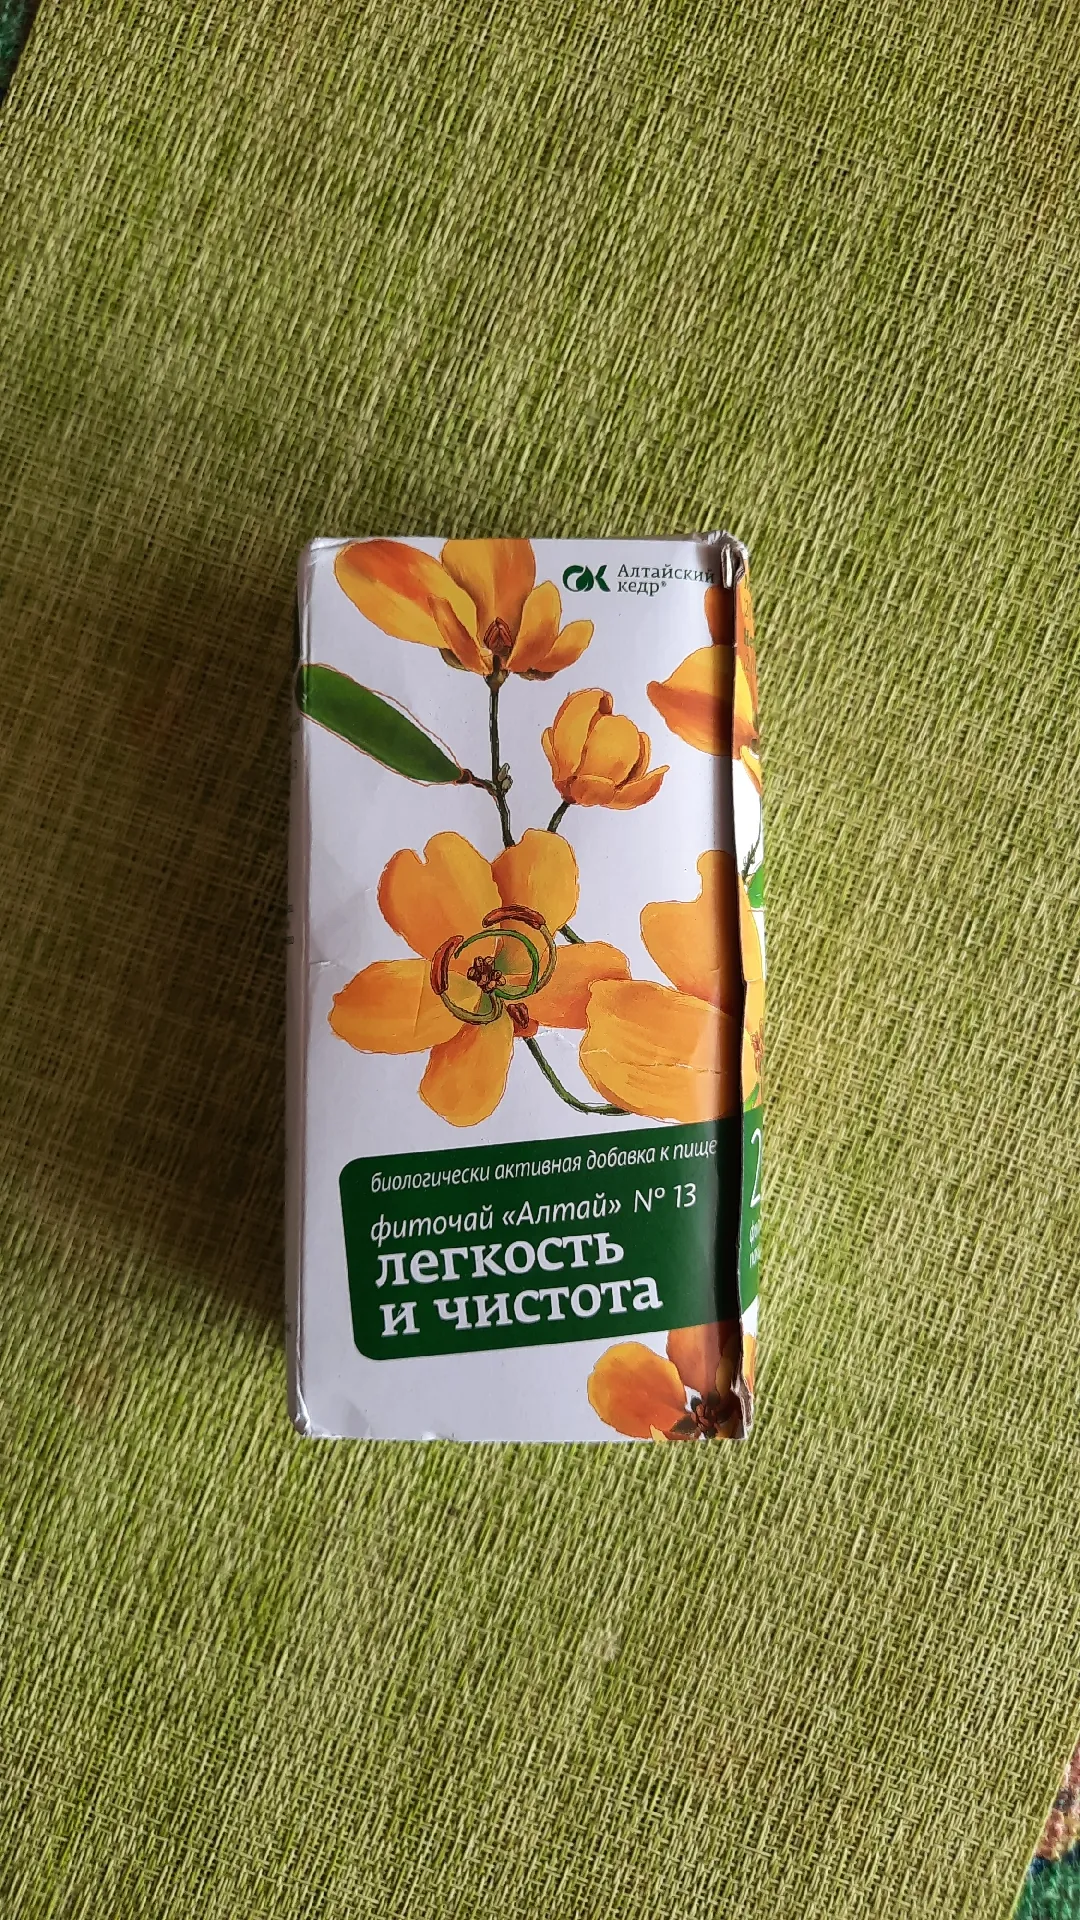 Алтайский
кедр®
биологически активная добавка к пище
фиточай «Алтай» № 13
легкость
и чистота